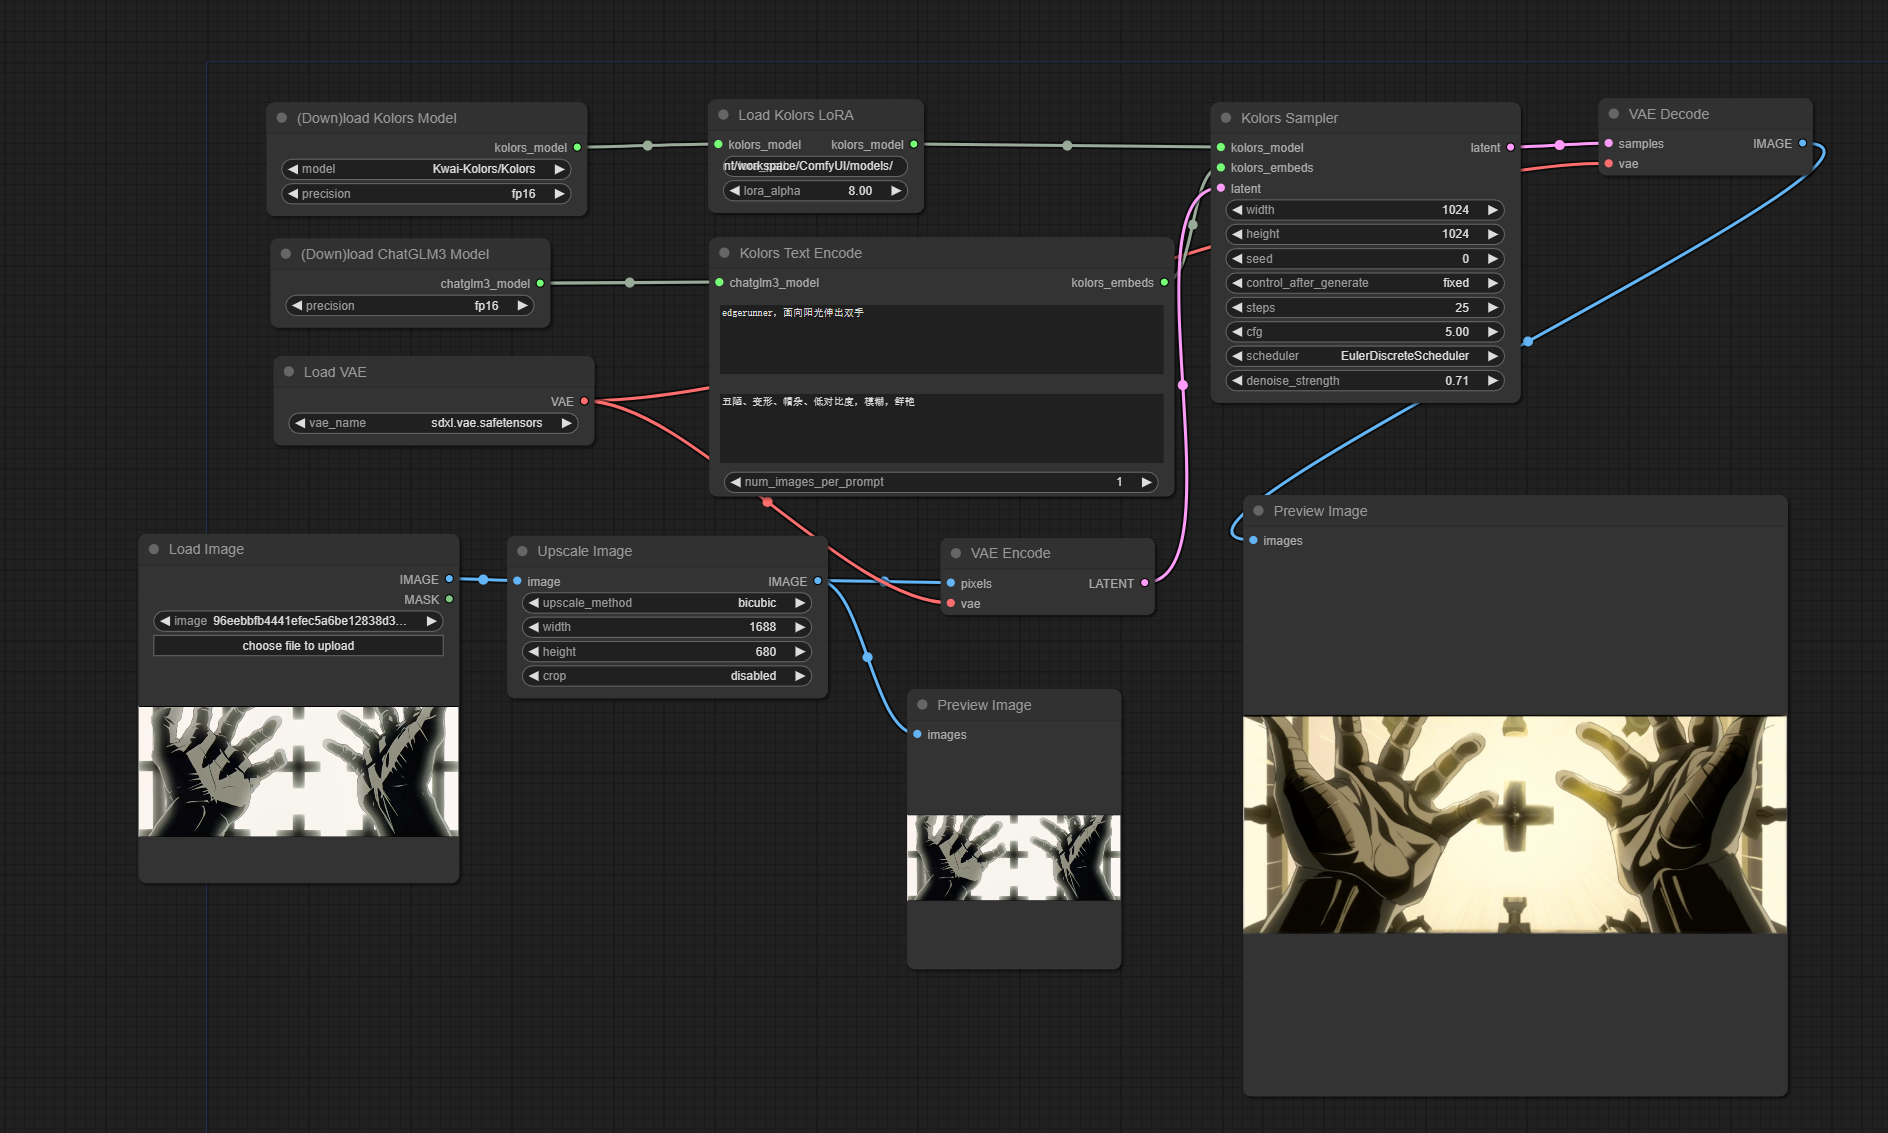 (Down)load Kolors Model
kolors_model
model Kwai-Kolors/Kolors
precision fp16
Load Kolors LoRA
kolors_model kolors_model
nt/workspace/ComfyUI/models/
lora_alpha 8.00
Kolors Sampler
kolors_model latent
kolors_embeds
latent
width 1024
height 1024
seed 0
control_after_generate fixed
steps 25
cfg 5.00
scheduler EulerDiscreteScheduler
denoise_strength 0.71
VAE Decode
samples IMAGE
vae
(Down)load ChatGLM3 Model
chatglm3_model
precision fp16
Kolors Text Encode
chatglm3_model kolors_embeds
edgerunner, 面向阳光伸出双手
丑陋、变形、嘈杂、低对比度, 模糊, 鲜艳
num_images_per_prompt 1
Load VAE
VAE
vae_name sdxl.vae.safetensors
Load Image
IMAGE
MASK
image 96eebbfb4441efec5a6be12838d3...
choose file to upload
Upscale Image
image IMAGE
upscale_method bicubic
width 1688
height 680
crop disabled
VAE Encode
pixels LATENT
vae
Preview Image
images
Preview Image
images